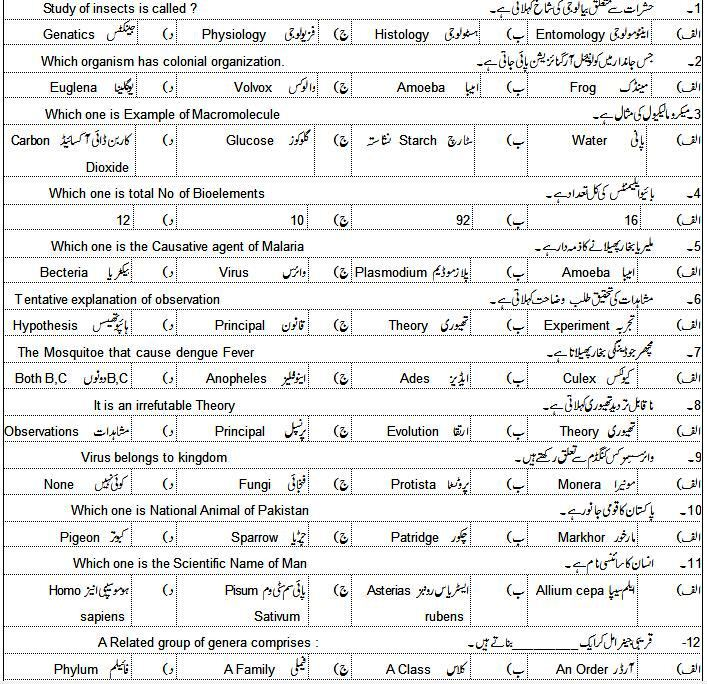 1۔ حشرات سے متعلق بیالوجی کی شاخ کہلاتی ہے۔ Study of insects is called ?
الف) اینٹومولوجی Entomology ب) ہسٹولوجی Histology ج) فزیولوجی Physiology د) جینٹکس Genatics
2۔ جس جاندار میں کولونیل آرگنائزیشن پائی جاتی ہے۔ Which organism has colonial organization.
الف) مینڈک Frog ب) امیبا Amoeba ج) والوکس Volvox د) یوگلینا Euglena
3۔ میکرو مالیکیول کی مثال ہے۔ Which one is Example of Macromolecule
الف) پانی Water ب) سٹارچ Starch نشاستہ ج) گلوکوز Glucose د) کاربن ڈائی آکسائیڈ Carbon
Dioxide
4۔ بائیو ایلیمنٹس کی کل تعداد ہے۔ Which one is total No of Bioelements
الف) 16 ب) 92 ج) 10 د) 12
5۔ ملیریا بخار پھیلانے کا ذمہ دار ہے۔ Which one is the Causative agent of Malaria
الف) امیبا Amoeba ب) پلازموڈیم Plasmodium ج) وائرس Virus د) بیکٹریا Becteria
6۔ مشاہدات کی تحقیق طلب وضاحت کہلاتی ہے۔ Tentative explanation of observation
الف) تجربہ Experiment ب) تھیوری Theory ج) قانون Principal د) ہائپوتھیسس Hypothesis
7۔ مچھر جو ڈینگی بخار پھیلاتا ہے۔ The Mosquitoe that cause dengue Fever
الف) کیولکس Culex ب) ایڈیز Ades ج) اینوفلیز Anopheles د) B,C دونوں Both B,C
8۔ ناقابل تردید تھیوری کہلاتی ہے۔ It is an irrefutable Theory
الف) تھیوری Theory ب) ارتقا Evolution ج) پرنسپل Principal د) مشاہدات Observations
9۔ وائرسسز کس کنگڈم سے تعلق رکھتے ہیں۔ Virus belongs to kingdom
الف) مونیرا Monera ب) پروٹسٹا Protista ج) فنجائی Fungi د) کوئی نہیں None
10۔ پاکستان کا قومی جانور ہے۔ Which one is National Animal of Pakistan
الف) مارخور Markhor ب) چکور Patridge ج) چڑیا Sparrow د) کبوتر Pigeon
11۔ انسان کا سائنسی نام ہے۔ Which one is the Scientific Name of Man
الف) ایلیم سیپا Allium cepa ب) ایسٹریاس روبنز Asterias ج) پائی سم سٹی وم Pisum د) ہومو سیپی انیز Homo
rubens Sativum sapiens
12- قریبی جینرا مل کر ایک ________ بناتے ہیں۔ A Related group of genera comprises :
الف) آرڈر An Order ب) کلاس A Class ج) فیملی A Family د) فائیلم Phylum